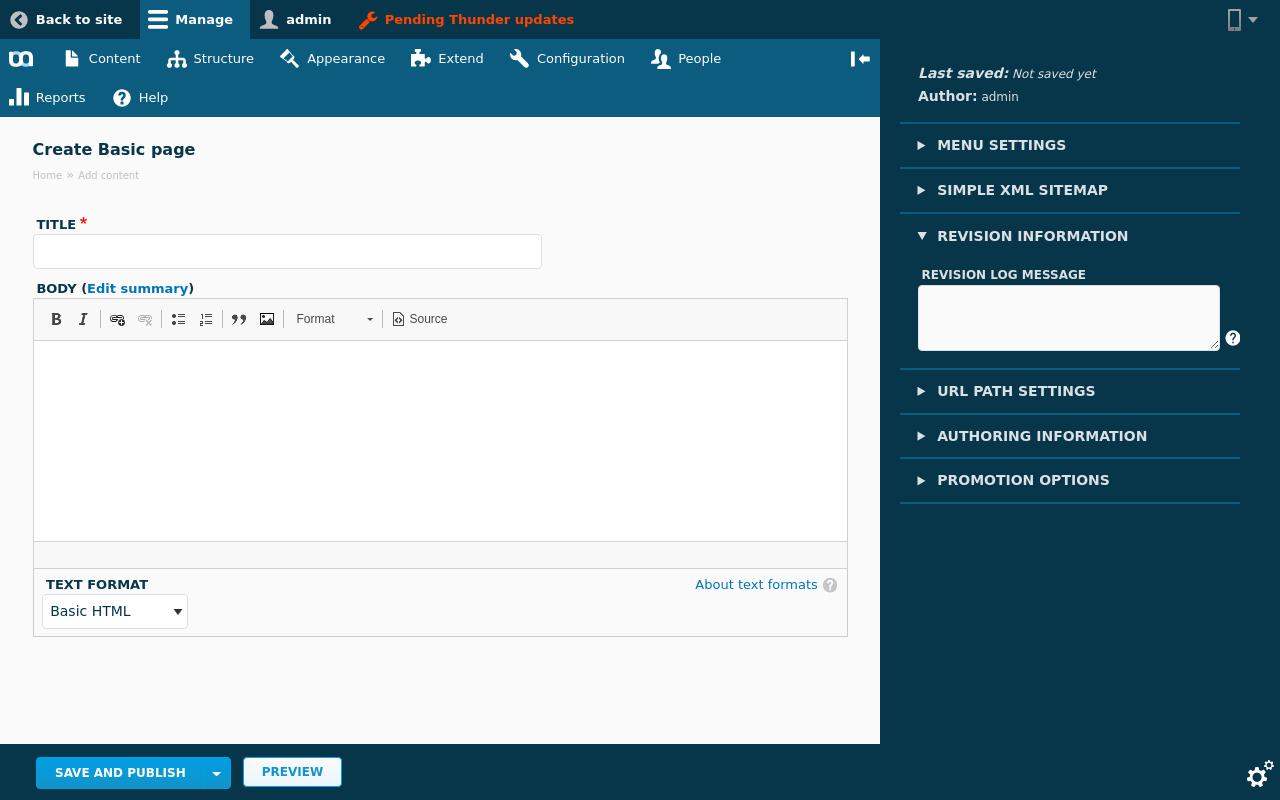 Back to site Manage admin Pending Thunder updates
Content Structure Appearance Extend Configuration People
Reports Help
Create Basic page
Home » Add content
TITLE *
BODY (Edit summary)
B I Format Source
TEXT FORMAT About text formats ?
Basic HTML
SAVE AND PUBLISH PREVIEW
Last saved: Not saved yet
Author: admin
MENU SETTINGS
SIMPLE XML SITEMAP
REVISION INFORMATION
REVISION LOG MESSAGE
?
URL PATH SETTINGS
AUTHORING INFORMATION
PROMOTION OPTIONS